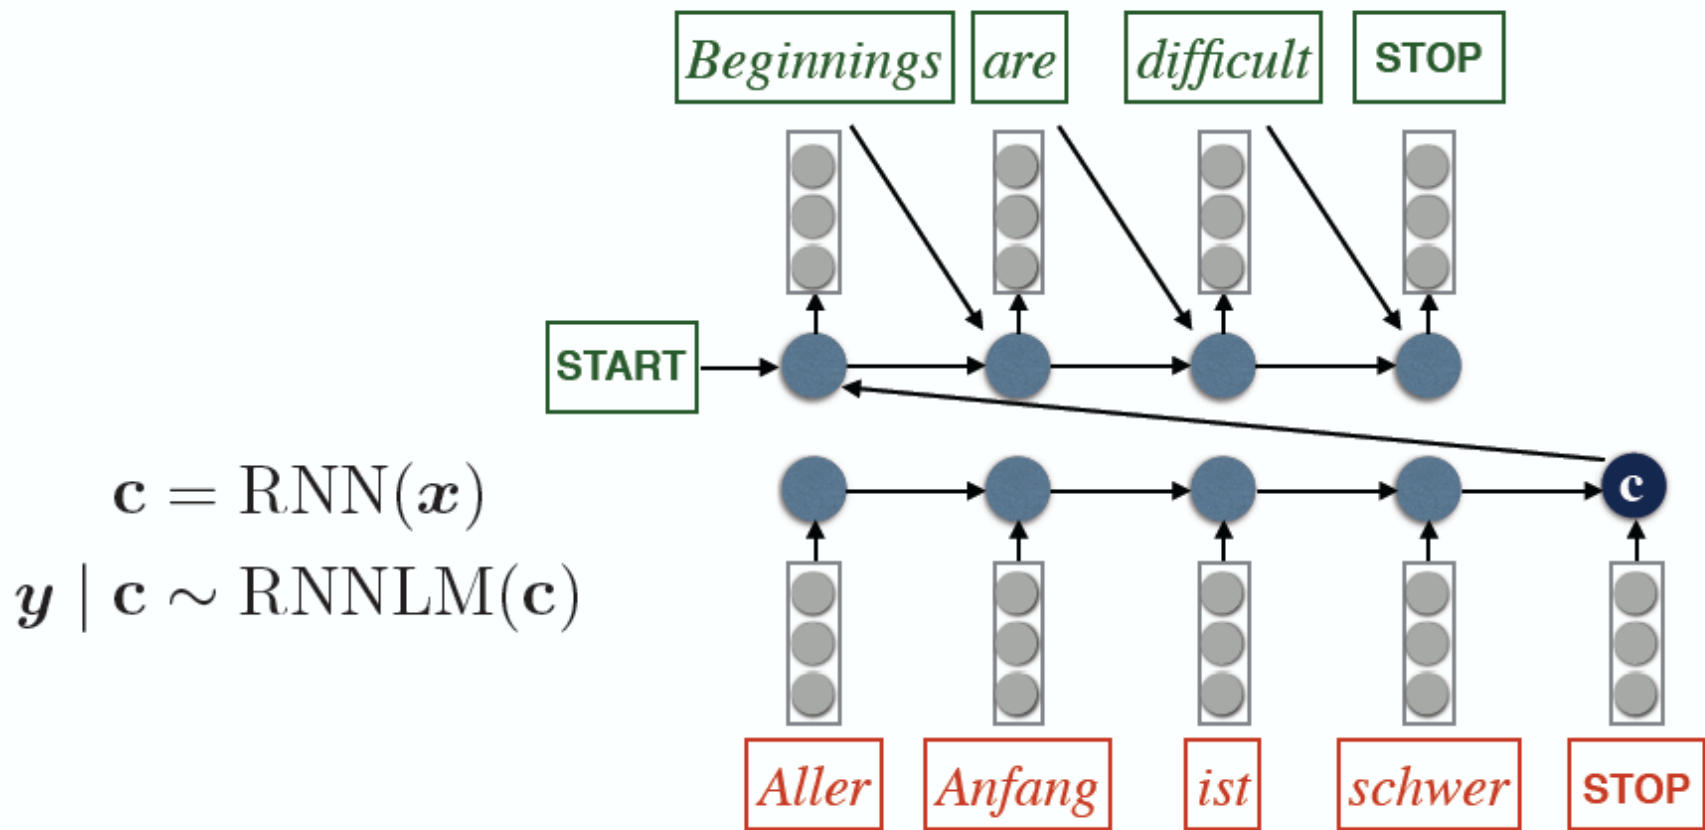 Beginnings are difficult STOP
START
c
c = RNN(x)
y | c ∼ RNNLM(c)
Aller Anfang ist schwer STOP